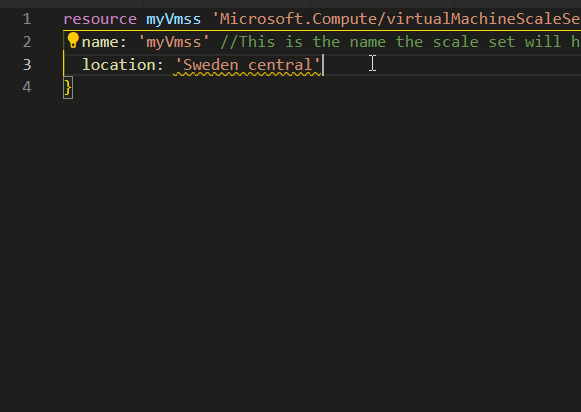 1 resource myVmss 'Microsoft.Compute/virtualMachineScaleSe
2 name: 'myVmss' //This is the name the scale set will h
3 location: 'Sweden central'
4 }